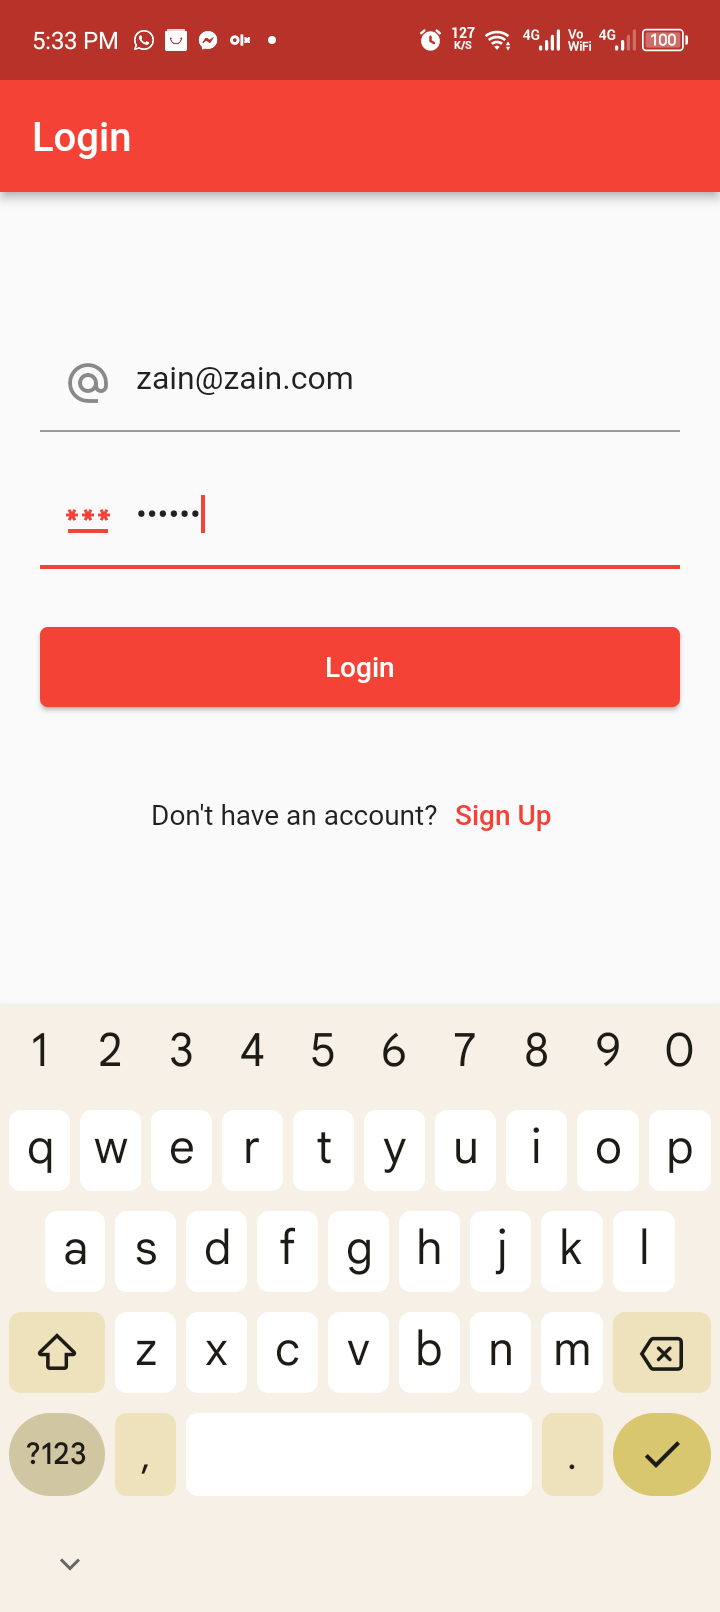 5:33 PM olx 127 K/S 4G Vo WiFi 4G 100
Login
zain@zain.com
***  ••••••
Login
Don't have an account? Sign Up
1 2 3 4 5 6 7 8 9 0
q w e r t y u i o p
a s d f g h j k l
z x c v b n m
?123 , .